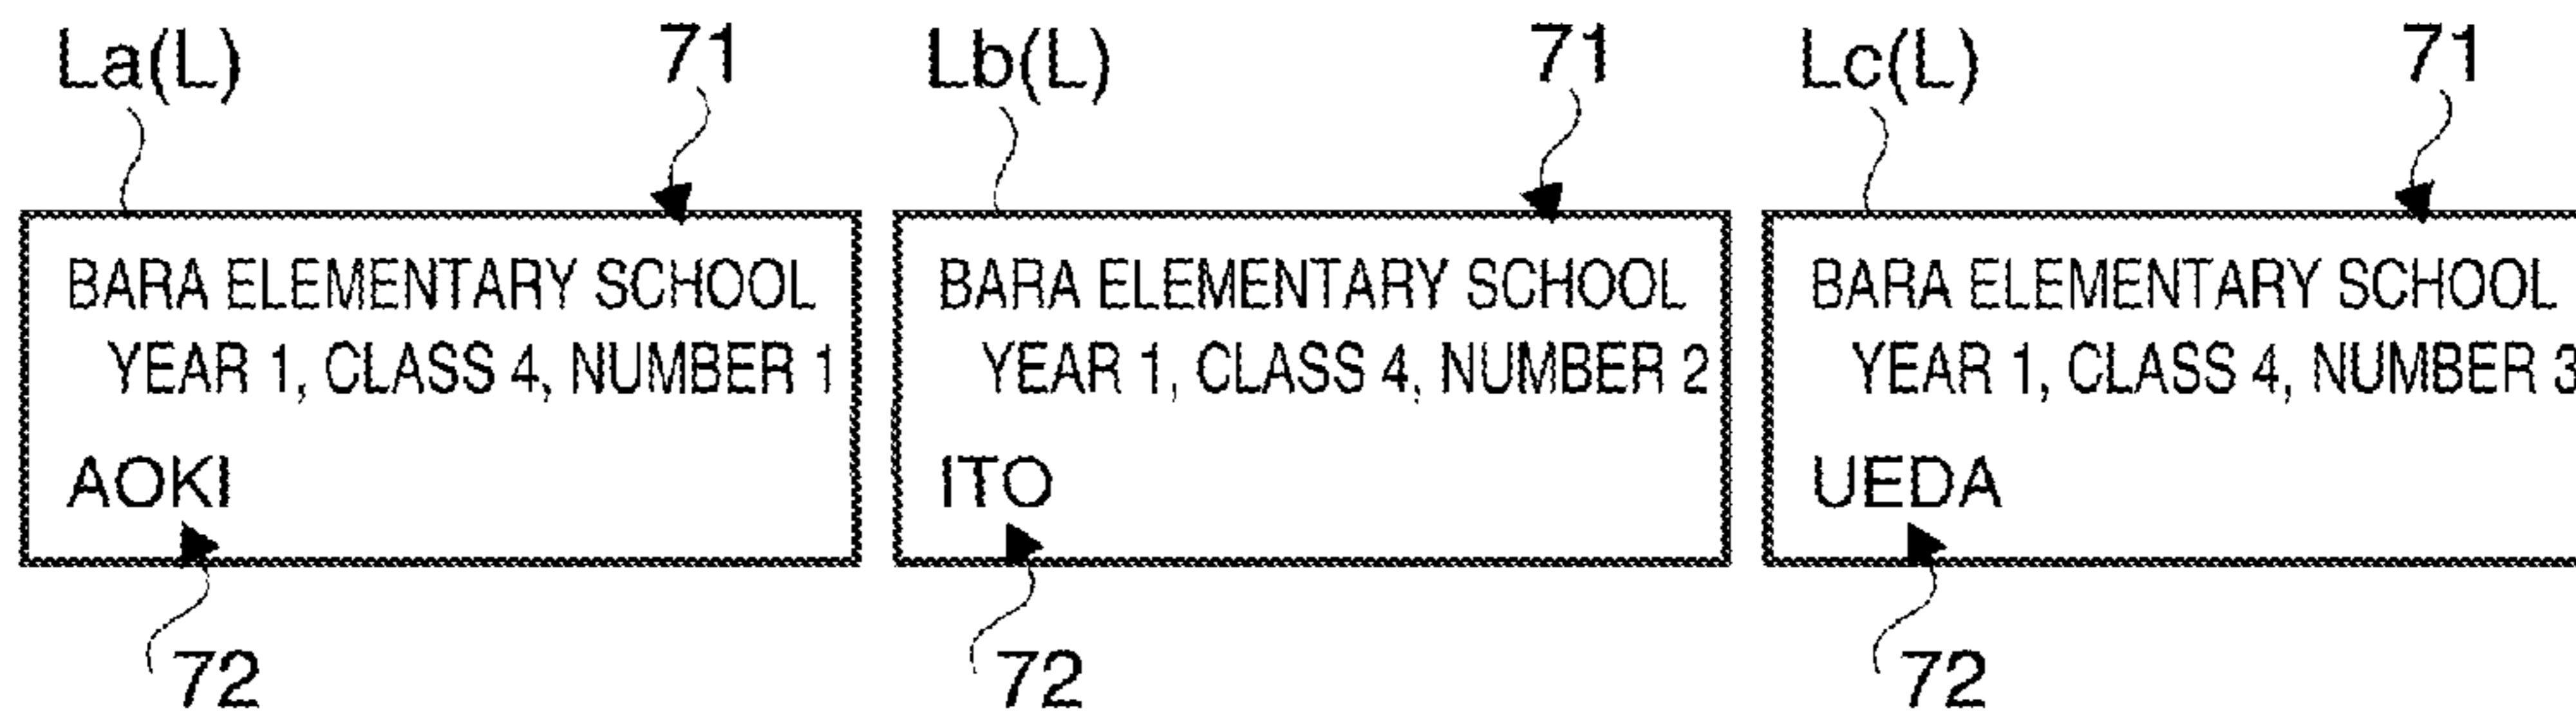 La(L) 71 Lb(L) 71 Lc(L) 71
BARA ELEMENTARY SCHOOL
YEAR 1, CLASS 4, NUMBER 1
AOKI
BARA ELEMENTARY SCHOOL
YEAR 1, CLASS 4, NUMBER 2
ITO
BARA ELEMENTARY SCHOOL
YEAR 1, CLASS 4, NUMBER 3
UEDA
72 72 72